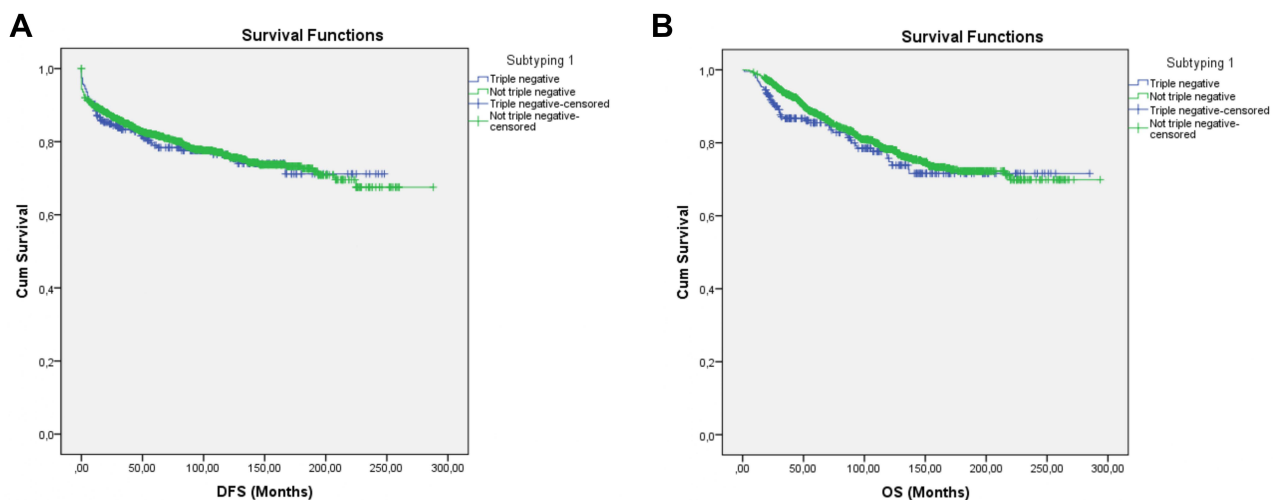 A
Survival Functions
Subtyping 1
Triple negative
Not triple negative
Triple negative-censored
Not triple negative-
censored
1,0
0,8
0,6
0,4
0,2
0,0
Cum Survival
,00 50,00 100,00 150,00 200,00 250,00 300,00
DFS (Months)
B
Survival Functions
Subtyping 1
Triple negative
Not triple negative
Triple negative-censored
Not triple negative-
censored
1,0
0,8
0,6
0,4
0,2
0,0
Cum Survival
,00 50,00 100,00 150,00 200,00 250,00 300,00
OS (Months)